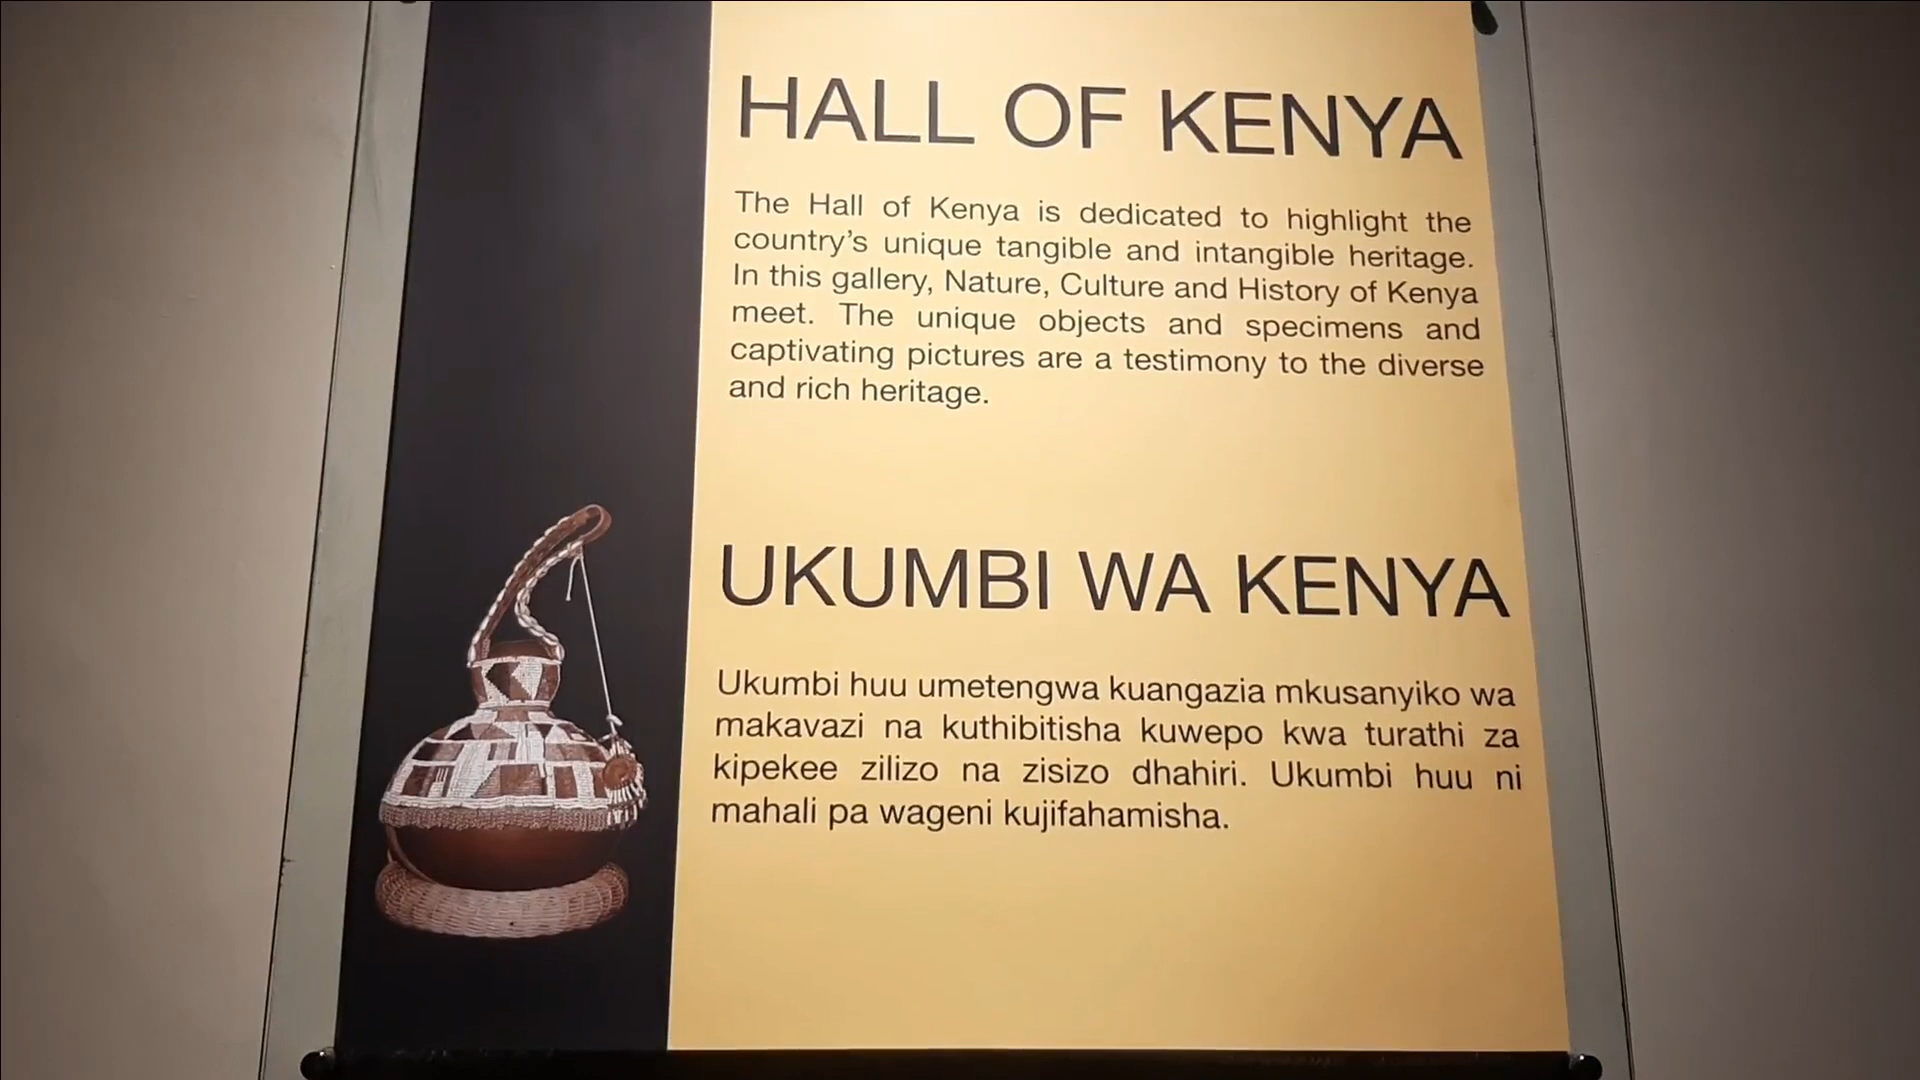 HALL OF KENYA
The Hall of Kenya is dedicated to highlight the
country's unique tangible and intangible heritage.
In this gallery, Nature, Culture and History of Kenya
meet. The unique objects and specimens and
captivating pictures are a testimony to the diverse
and rich heritage.
UKUMBI WA KENYA
Ukumbi huu umetengwa kuangazia mkusanyiko wa
makavazi na kuthibitisha kuwepo kwa turathi za
kipekee zilizo na zisizo dhahiri. Ukumbi huu ni
mahali pa wageni kujifahamisha.